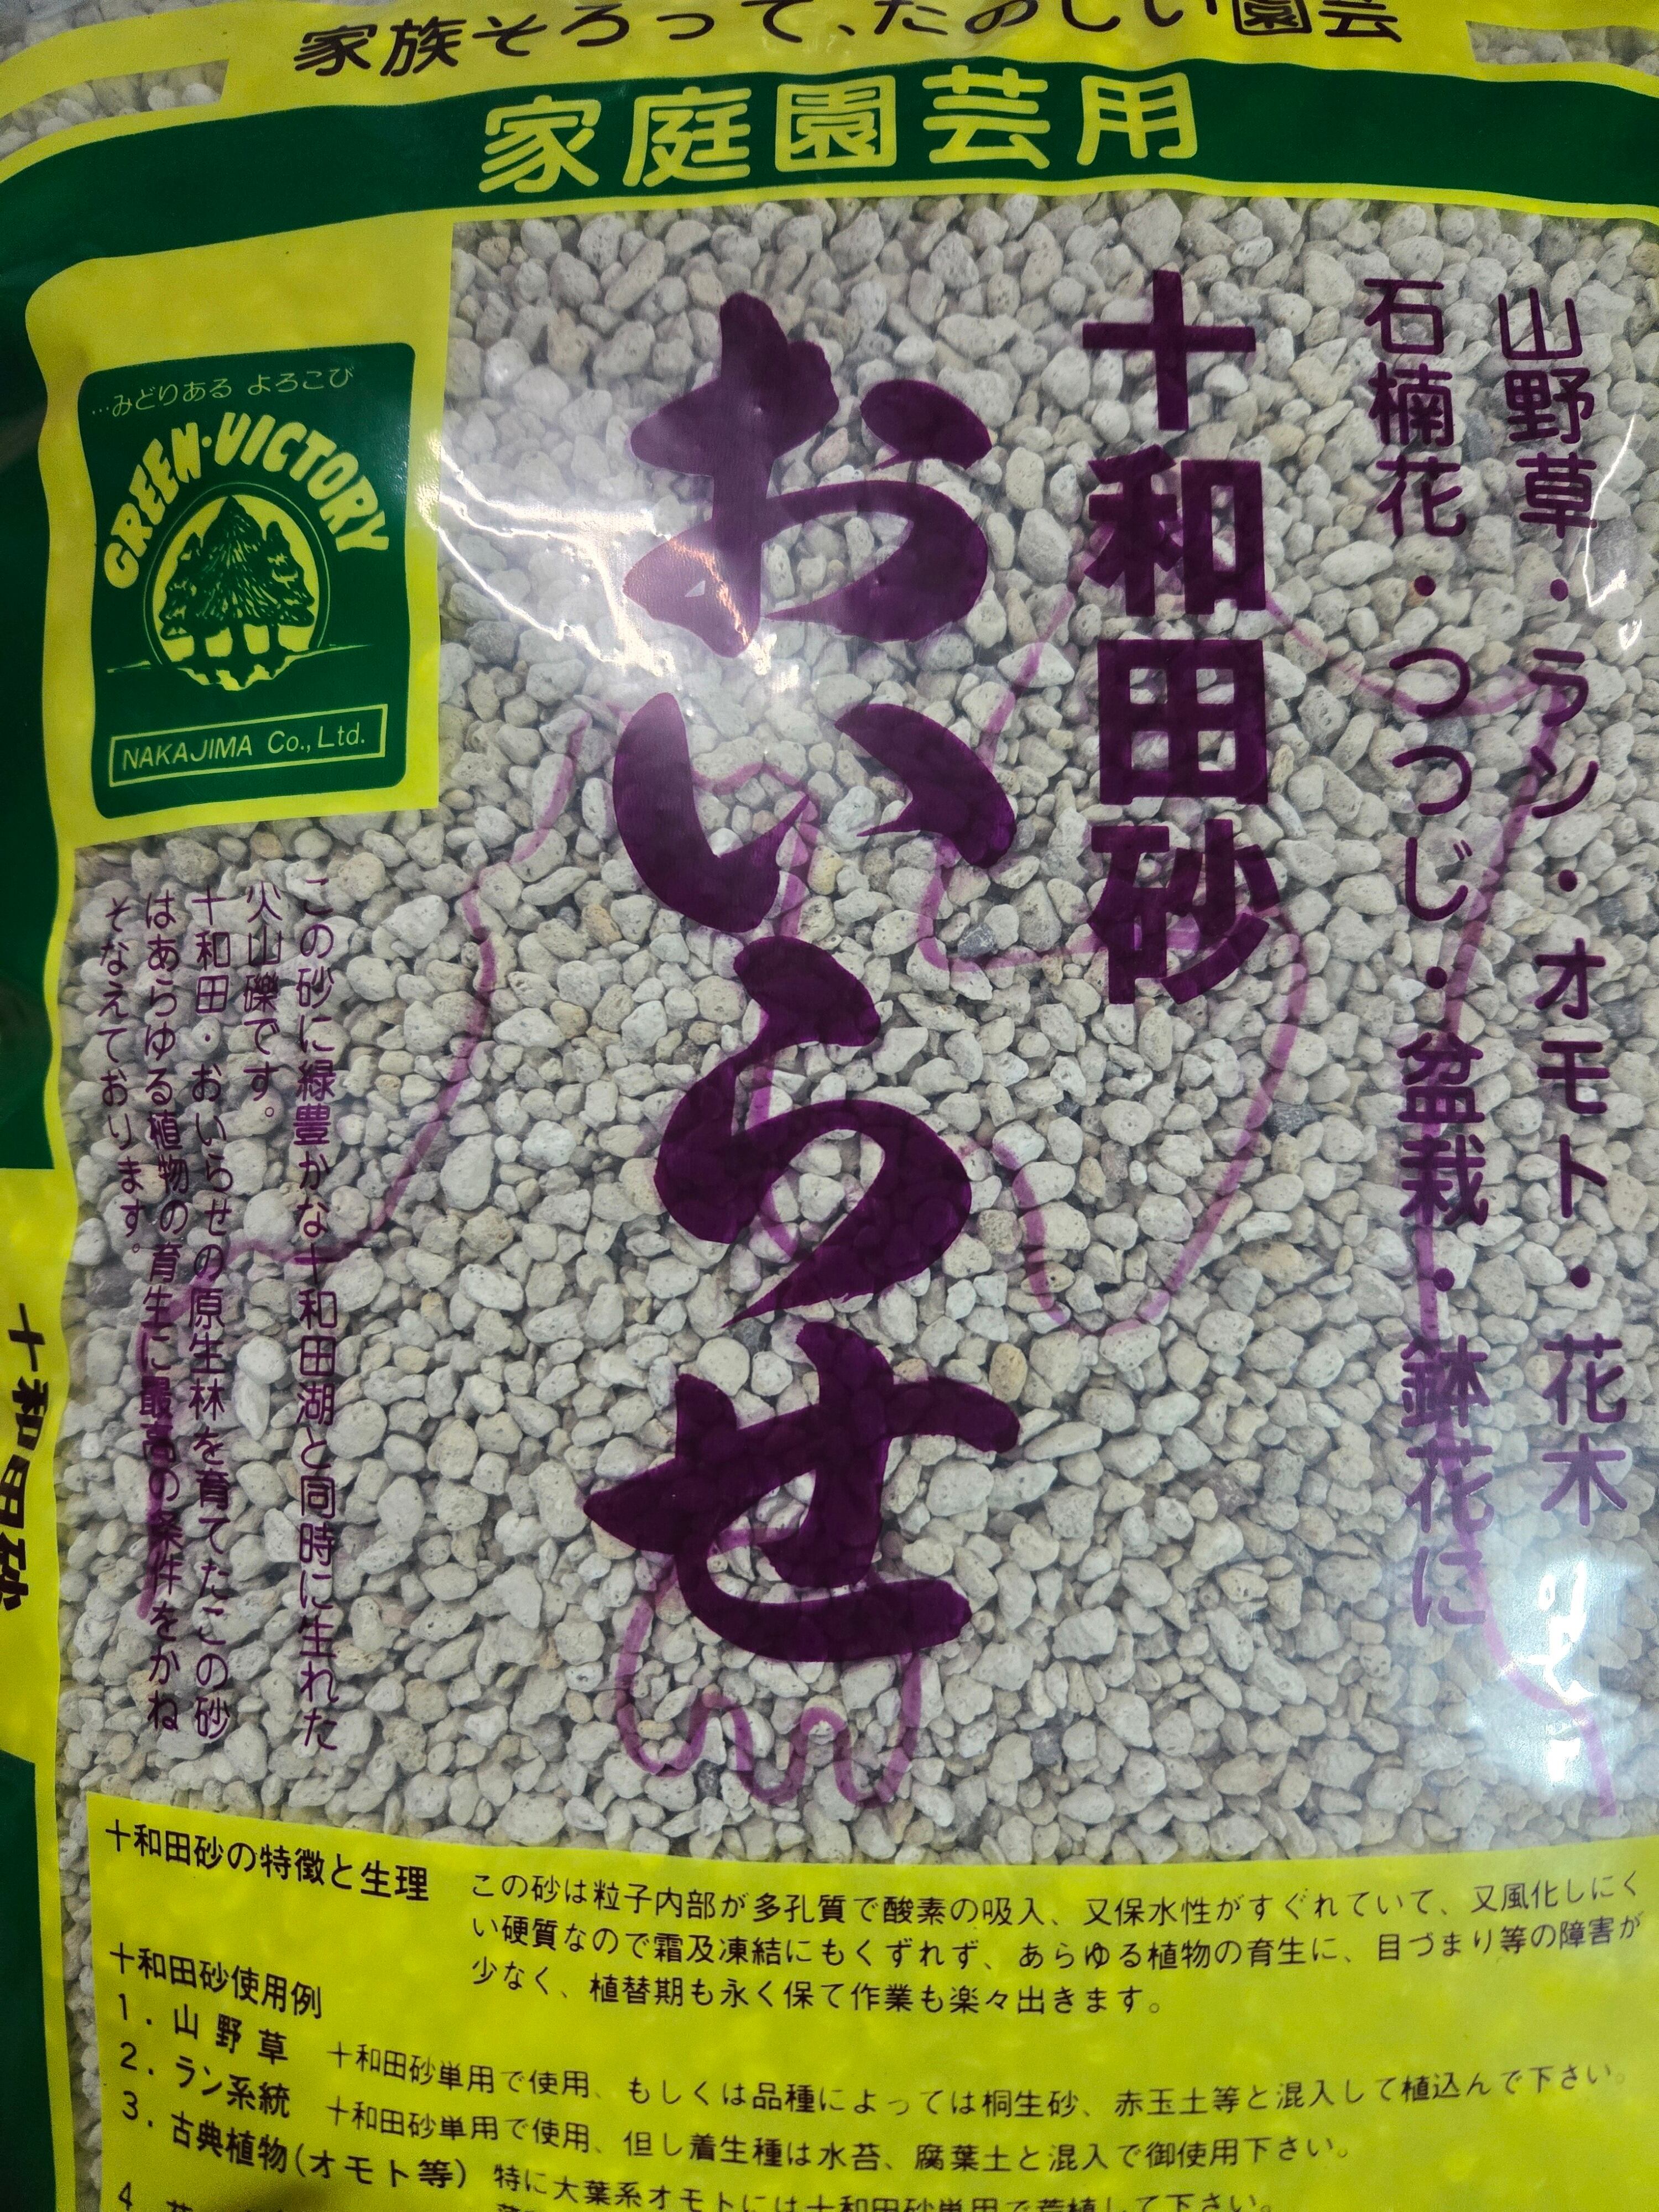 家族そろって、たのしい園芸
家庭園芸用
…みどりある よろこび
GREEN・VICTORY
NAKAJIMA Co., Ltd.
山野草・ラン・オモト・花木
石楠花・つつじ・盆栽・鉢花に
十和田砂
おいらせ
この砂に緑豊かな十和田湖と同時に生れた
火山礫です。
十和田・おいらせの原生林を育てたこの砂
はあらゆる植物の育生に最高の条件をかね
そなえております。
十和田砂
十和田砂の特徴と生理
この砂は粒子内部が多孔質で酸素の吸入、又保水性がすぐれていて、又風化しにく
い硬質なので霜及凍結にもくずれず、あらゆる植物の育生に、目づまり等の障害が
少なく、植替期も永く保て作業も楽々出きます。
十和田砂使用例
1. 山野草 十和田砂単用で使用、もしくは品種によっては桐生砂、赤玉土等と混入して植込んで下さい。
2. ラン系統 十和田砂単用で使用、但し着生種は水苔、腐葉土と混入で御使用下さい。
3. 古典植物(オモト等) 特に大葉系オモトには十和田砂単用で荒植して下さい。
4